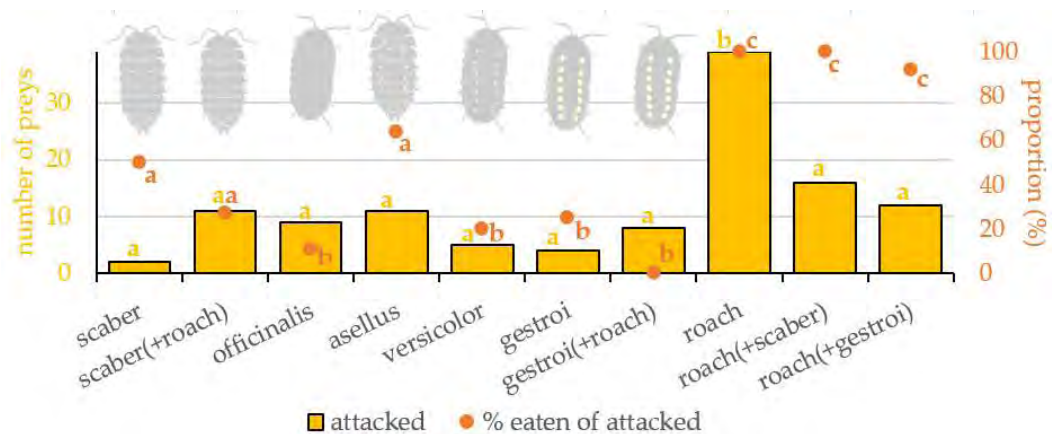 number of preys
30
20
10
0
100
80
60
40
20
0
proportion (%)
a
a
a a
a
b
a
a
a
b
a
b
a
b
b c
a
c
a
c
scaber
scaber(+roach)
officinalis
asellus
versicolor
gestroi
gestroi(+roach)
roach
roach(+scaber)
roach(+gestroi)
attacked
% eaten of attacked